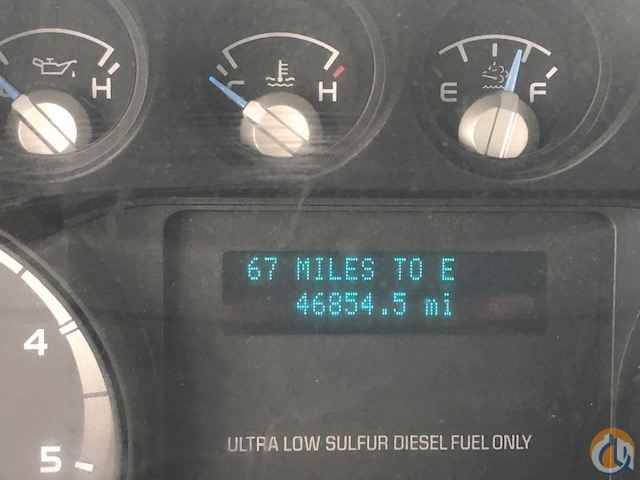 H
C H
E F
67 MILES TO E
46854.5 mi
4
5
ULTRA LOW SULFUR DIESEL FUEL ONLY